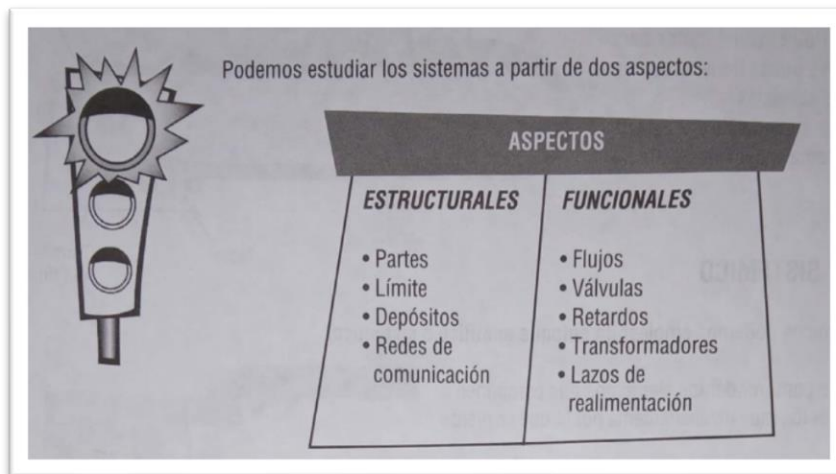 Podemos estudiar los sistemas a partir de dos aspectos:
ASPECTOS
ESTRUCTURALES
• Partes
• Límite
• Depósitos
• Redes de
comunicación
FUNCIONALES
• Flujos
• Válvulas
• Retardos
• Transformadores
• Lazos de
realimentación